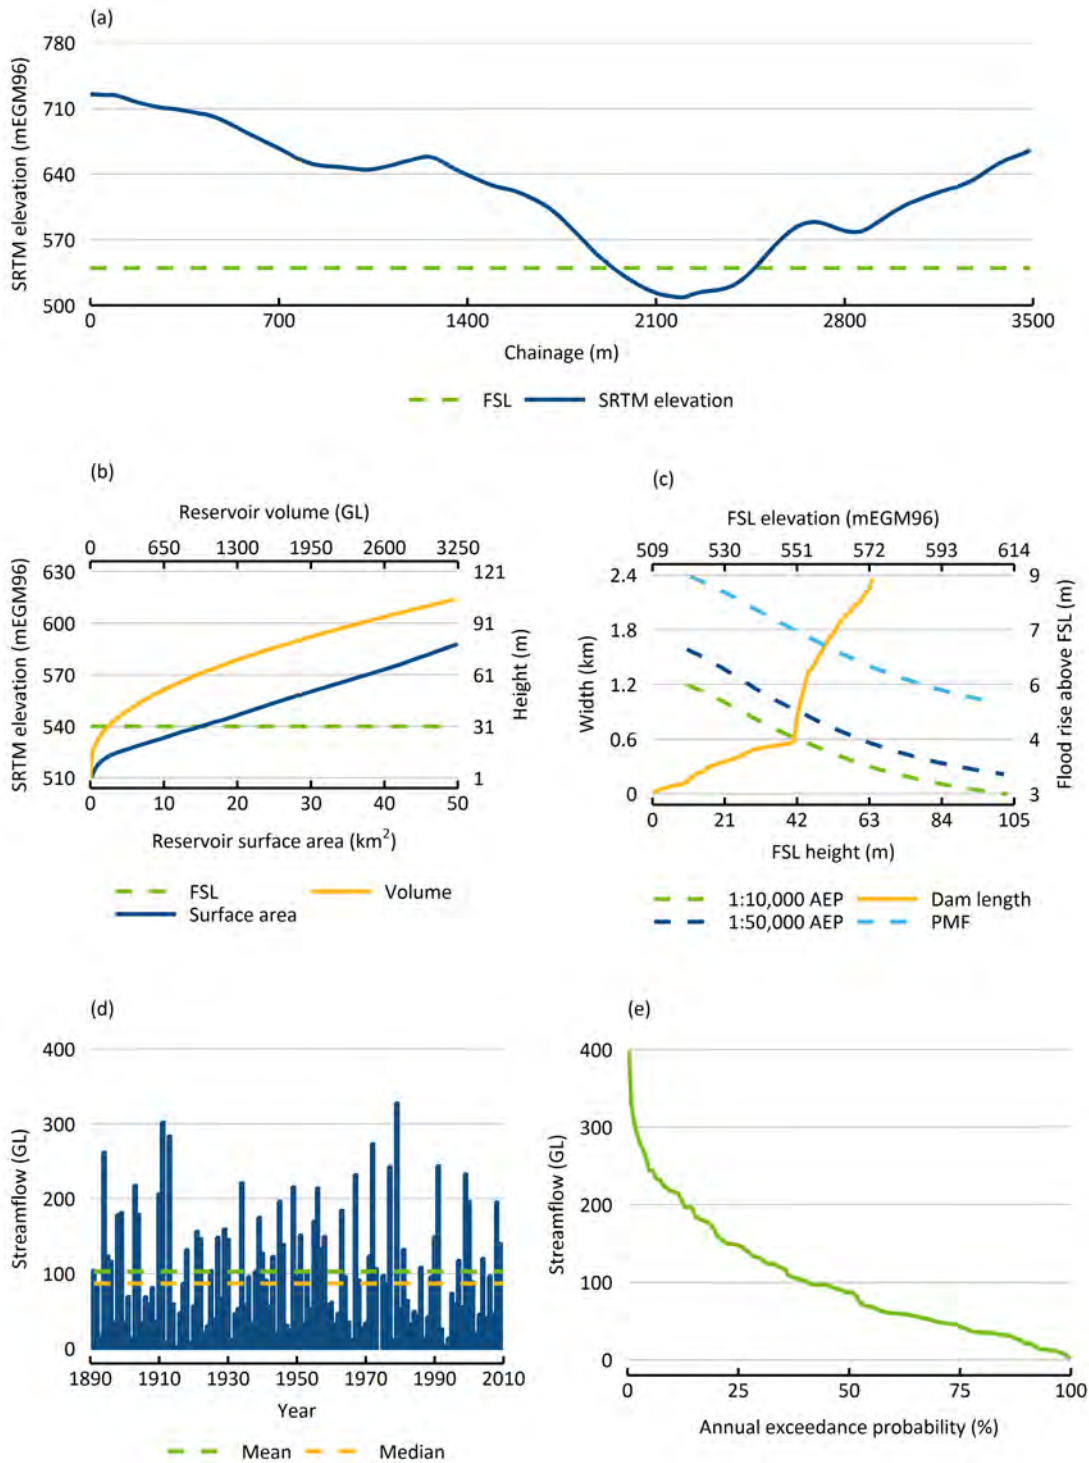 (a)
SRTM elevation (mEGM96)
780
710
640
570
500
0 700 1400 2100 2800 3500
Chainage (m)
FSL SRTM elevation
(b)
Reservoir volume (GL)
0 650 1300 1950 2600 3250
SRTM elevation (mEGM96)
630 121
600 91
570 61
540 31
510 1
Height (m)
0 10 20 30 40 50
Reservoir surface area (km²)
FSL Volume
Surface area
(c)
FSL elevation (mEGM96)
509 530 551 572 593 614
Width (km)
2.4 9
1.8 7
1.2 6
0.6 4
0 3
Flood rise above FSL (m)
0 21 42 63 84 105
FSL height (m)
1:10,000 AEP Dam length
1:50,000 AEP PMF
(d)
Streamflow (GL)
400
300
200
100
0
1890 1910 1930 1950 1970 1990 2010
Year
Mean Median
(e)
Streamflow (GL)
400
300
200
100
0
0 25 50 75 100
Annual exceedance probability (%)